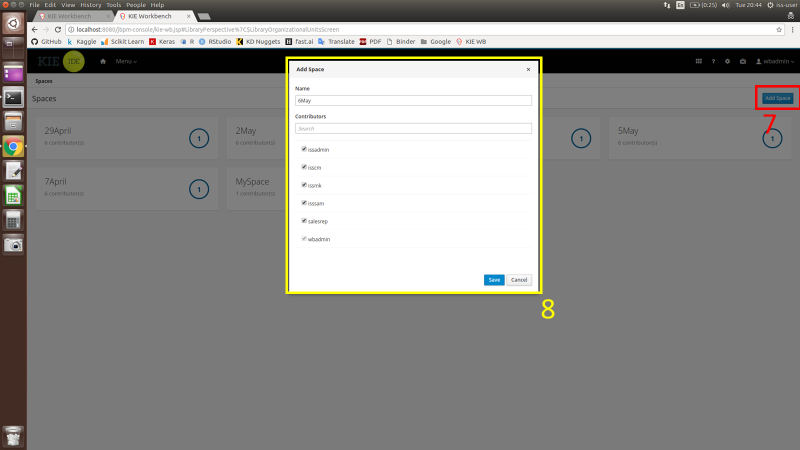 File Edit View History Tools People Help
En (0:25) Tue 20:44 iss-user
KIE Workbench KIE Workbench
localhost:8080/jbpm-console/kie-wb.jsp#LibraryPerspective%7C$LibraryOrganizationalUnitsScreen
GitHub Kaggle Scikit Learn Keras R RStudio KD Nuggets fast.ai Translate PDF Binder Google KIE WB
KIE IDE Menu wbadmin
Spaces
Spaces
Add Space
7
29April
6 contributor(s)
1
2May
6 contributor(s)
1
5May
6 contributor(s)
1
7April
6 contributor(s)
1
MySpace
1 contributor(s)
Add Space
×
Name
6May
Contributors
Search
issadmin
isscm
issmk
isssam
salesrep
wbadmin
Save Cancel
8